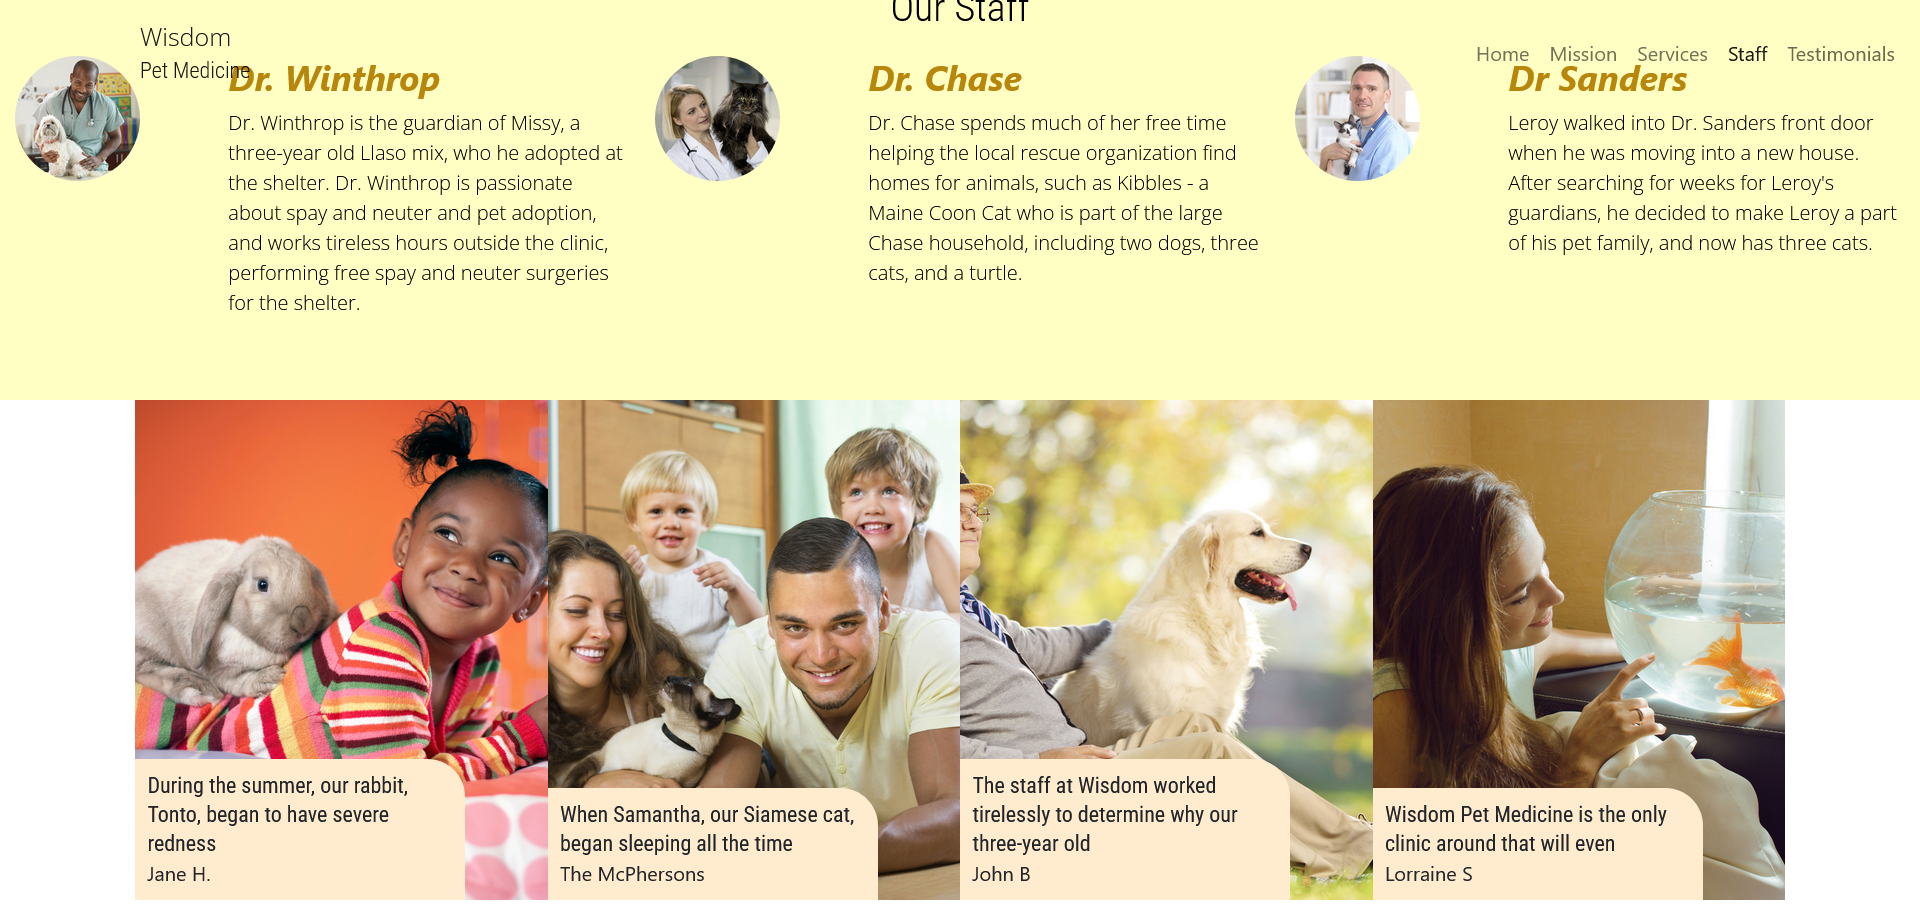 Our Staff
Wisdom
Pet Medicine
Home Mission Services Staff Testimonials
Dr. Winthrop
Dr. Winthrop is the guardian of Missy, a
three-year old Llaso mix, who he adopted at
the shelter. Dr. Winthrop is passionate
about spay and neuter and pet adoption,
and works tireless hours outside the clinic,
performing free spay and neuter surgeries
for the shelter.
Dr. Chase
Dr. Chase spends much of her free time
helping the local rescue organization find
homes for animals, such as Kibbles - a
Maine Coon Cat who is part of the large
Chase household, including two dogs, three
cats, and a turtle.
Dr Sanders
Leroy walked into Dr. Sanders front door
when he was moving into a new house.
After searching for weeks for Leroy's
guardians, he decided to make Leroy a part
of his pet family, and now has three cats.
During the summer, our rabbit,
Tonto, began to have severe
redness
Jane H.
When Samantha, our Siamese cat,
began sleeping all the time
The McPhersons
The staff at Wisdom worked
tirelessly to determine why our
three-year old
John B
Wisdom Pet Medicine is the only
clinic around that will even
Lorraine S